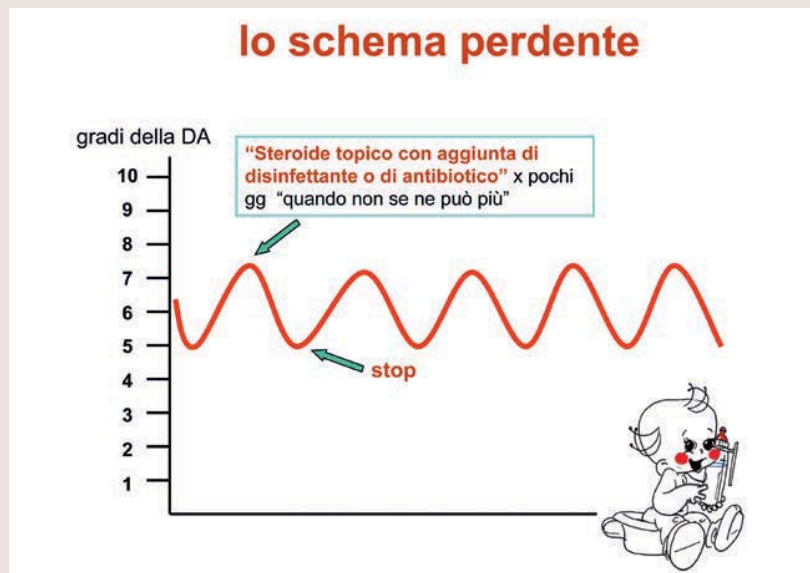 lo schema perdente
gradi della DA
“Steroide topico con aggiunta di
disinfettante o di antibiotico” x pochi
gg “quando non se ne può più”
10
9
8
7
6
5
4
3
2
1
stop